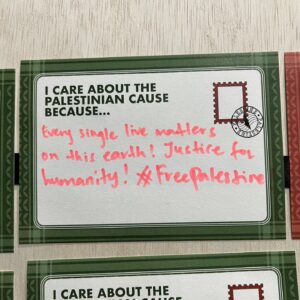 I CARE ABOUT THE
PALESTINIAN CAUSE
BECAUSE...
Every single live matters
on this earth! Justice for
humanity! #FreePalestine
I CARE ABOUT THE